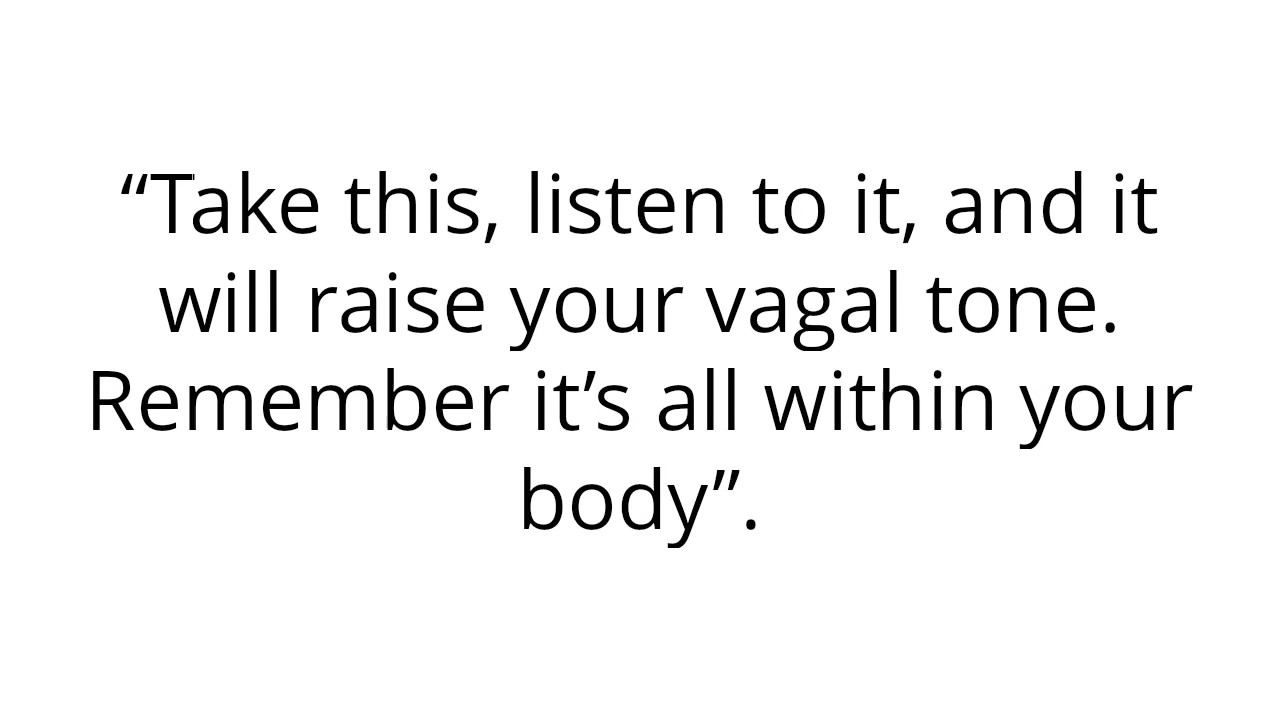 “Take this, listen to it, and it
will raise your vagal tone.
Remember it’s all within your
body”.